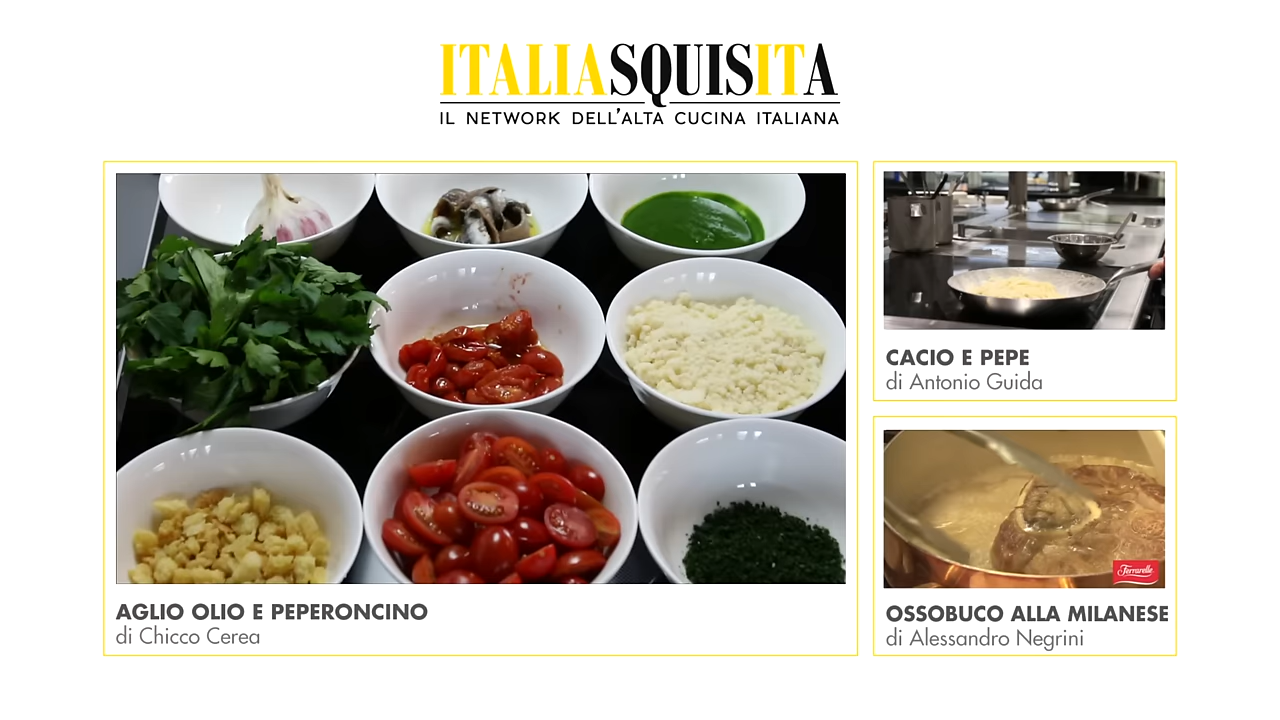 ITALIASQUISITA
IL NETWORK DELL'ALTA CUCINA ITALIANA
AGLIO OLIO E PEPERONCINO
di Chicco Cerea
CACIO E PEPE
di Antonio Guida
Ferrarelle
OSSOBUCO ALLA MILANESE
di Alessandro Negrini